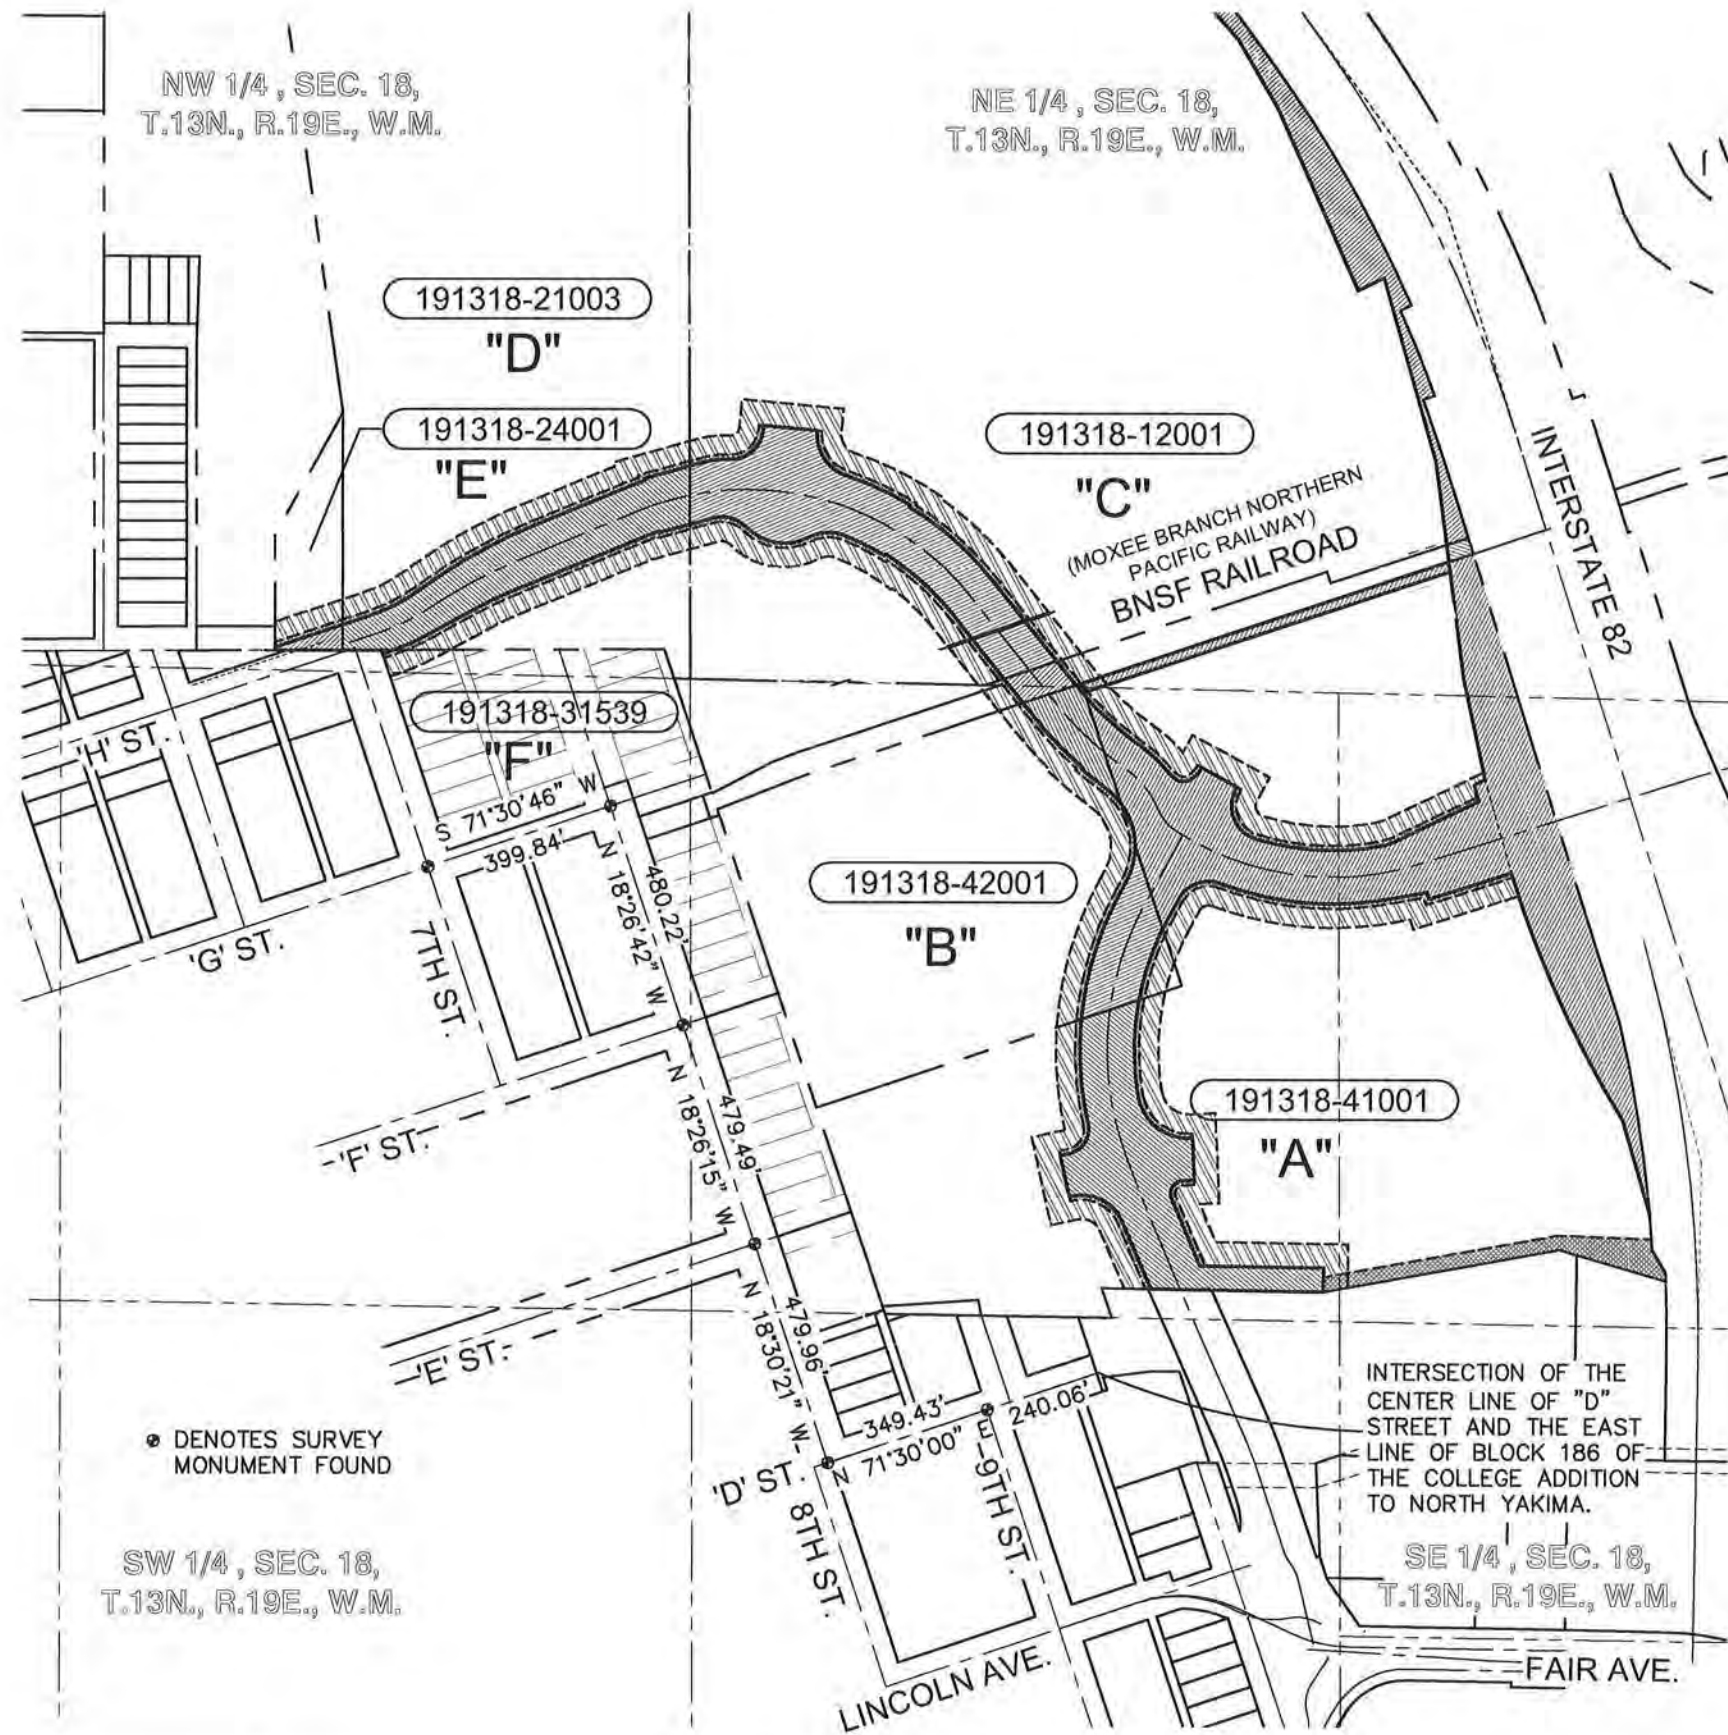 NW 1/4 , SEC. 18,
T.13N., R.19E., W.M.
NE 1/4 , SEC. 18,
T.13N., R.19E., W.M.
191318-21003
"D"
191318-24001
"E"
191318-12001
"C"
(MOXEE BRANCH NORTHERN
PACIFIC RAILWAY)
BNSF RAILROAD
INTERSTATE 82
191318-31539
"F"
'H' ST.
S 71°30'46" W
399.84'
N 18°26'42" W
480.22'
'G' ST.
7TH ST.
191318-42001
"B"
'F' ST.
N 18°26'15" W
479.49'
191318-41001
"A"
'E' ST.
N 18°30'21" W
479.96'
349.43'
240.06'
N 71°30'00" E
'D' ST.
8TH ST.
9TH ST.
INTERSECTION OF THE
CENTER LINE OF "D"
STREET AND THE EAST
LINE OF BLOCK 186 OF
THE COLLEGE ADDITION
TO NORTH YAKIMA.
DENOTES SURVEY
MONUMENT FOUND
SW 1/4 , SEC. 18,
T.13N., R.19E., W.M.
SE 1/4 , SEC. 18,
T.13N., R.19E., W.M.
LINCOLN AVE.
FAIR AVE.